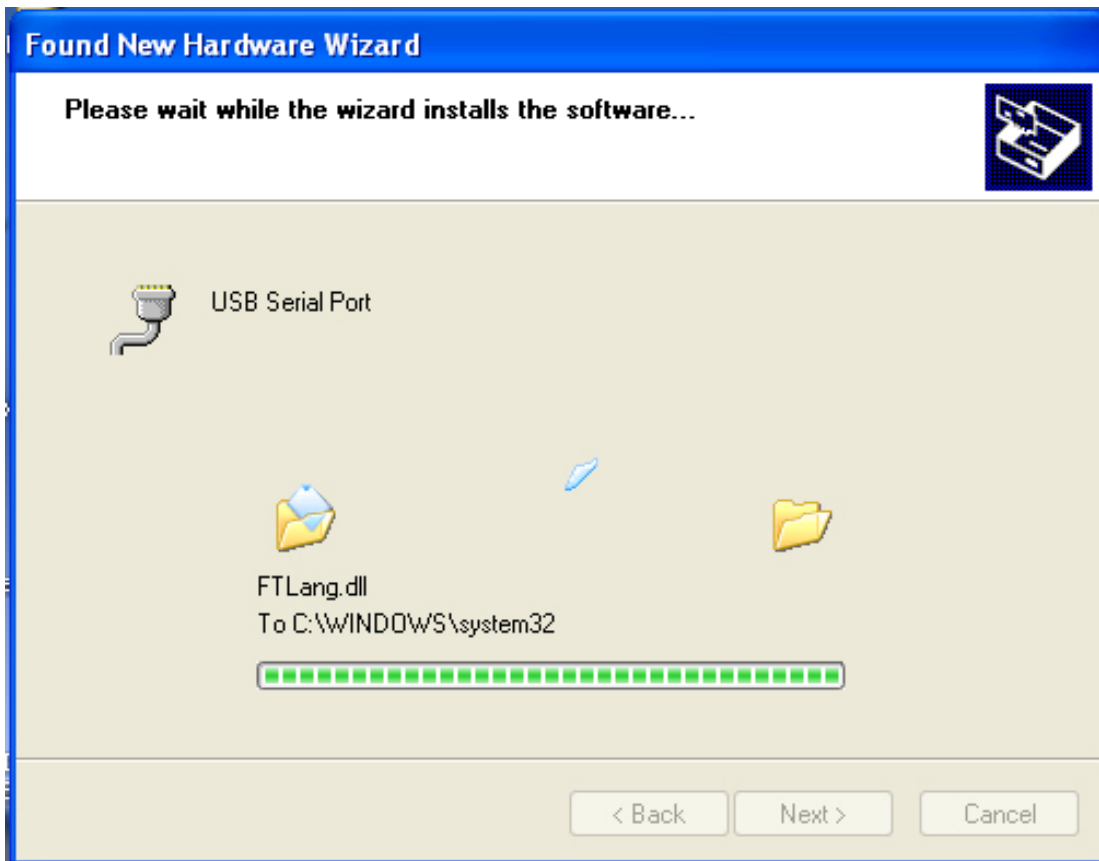 Found New Hardware Wizard
Please wait while the wizard installs the software...
USB Serial Port
FTLang.dll
To C:\WINDOWS\system32
< Back
Next >
Cancel